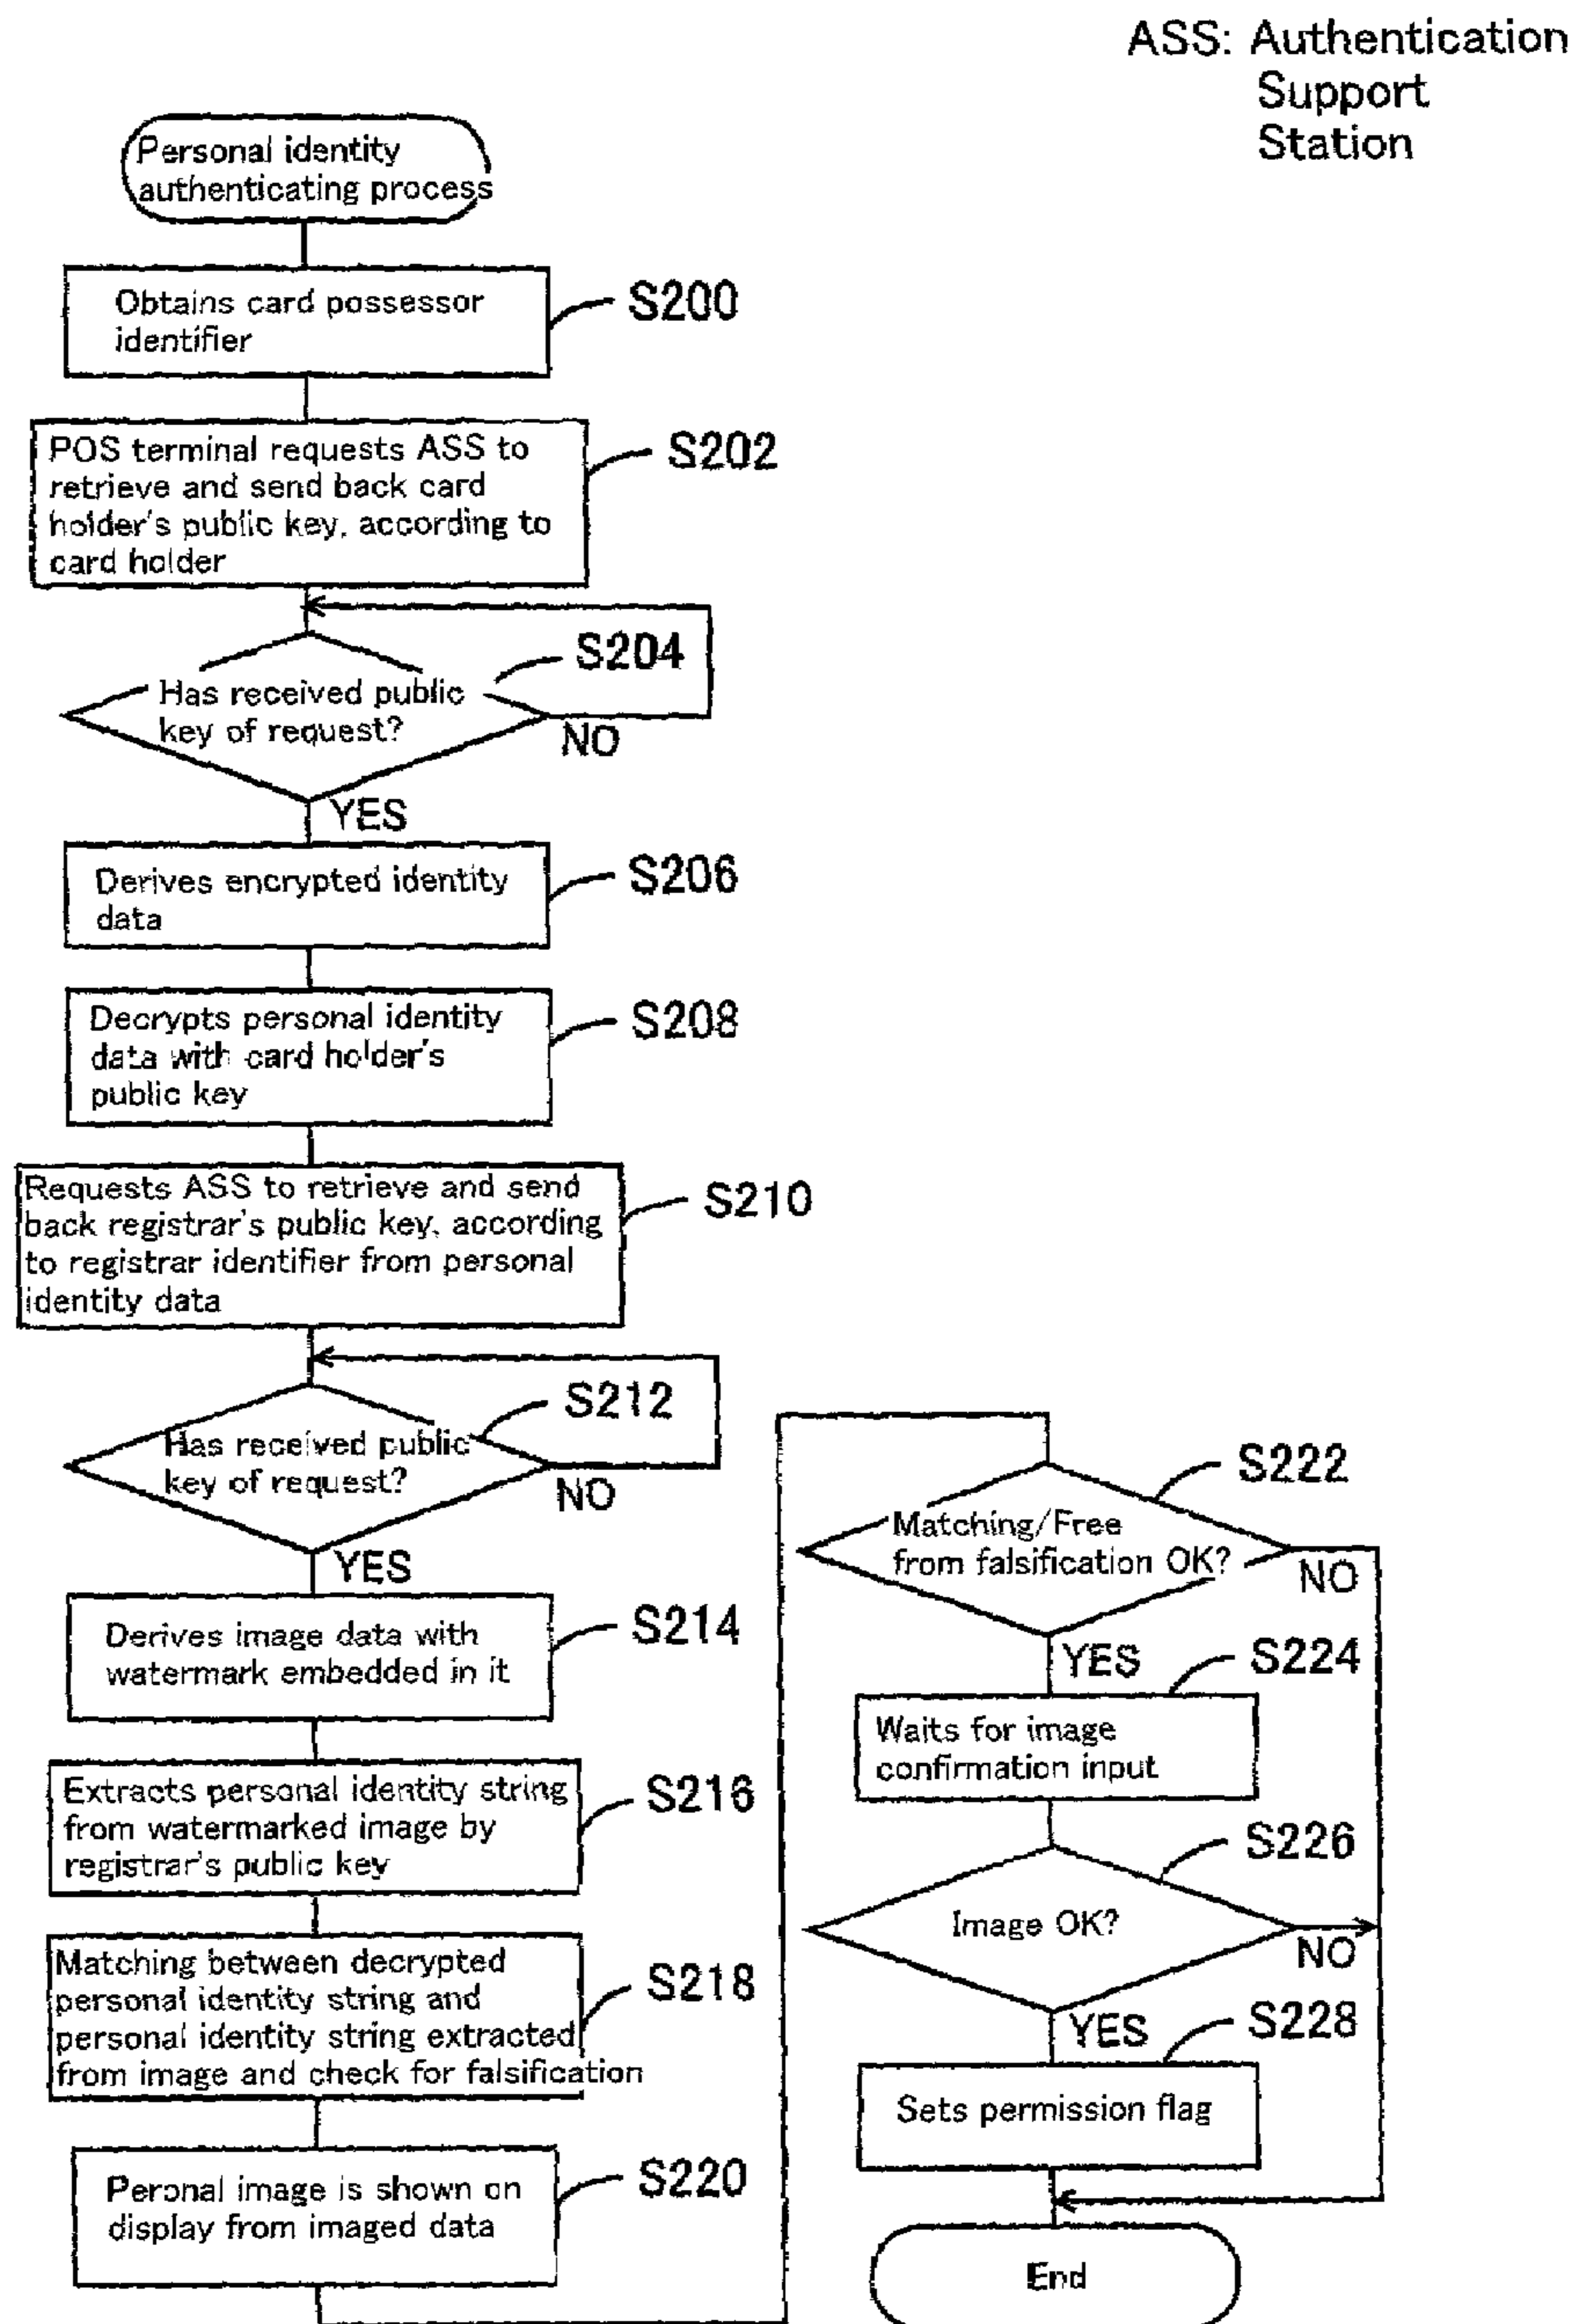 ASS: Authentication
Support
Station
Personal identity
authenticating process
Obtains card possessor
identifier
S200
POS terminal requests ASS to
retrieve and send back card
holder's public key, according to
card holder
S202
Has received public
key of request?
S204
NO
YES
Derives encrypted identity
data
S206
Decrypts personal identity
data with card holder's
public key
S208
Requests ASS to retrieve and send
back registrar's public key, according
to registrar identifier from personal
identity data
S210
Has received public
key of request?
S212
NO
YES
Derives image data with
watermark embedded in it
S214
Extracts personal identity string
from watermarked image by
registrar's public key
S216
Matching between decrypted
personal identity string and
personal identity string extracted
from image and check for falsification
S218
Peronal image is shown on
display from imaged data
S220
Matching/Free
from falsification OK?
S222
NO
YES
Waits for image
confirmation input
S224
Image OK?
S226
NO
YES
Sets permission flag
S228
End